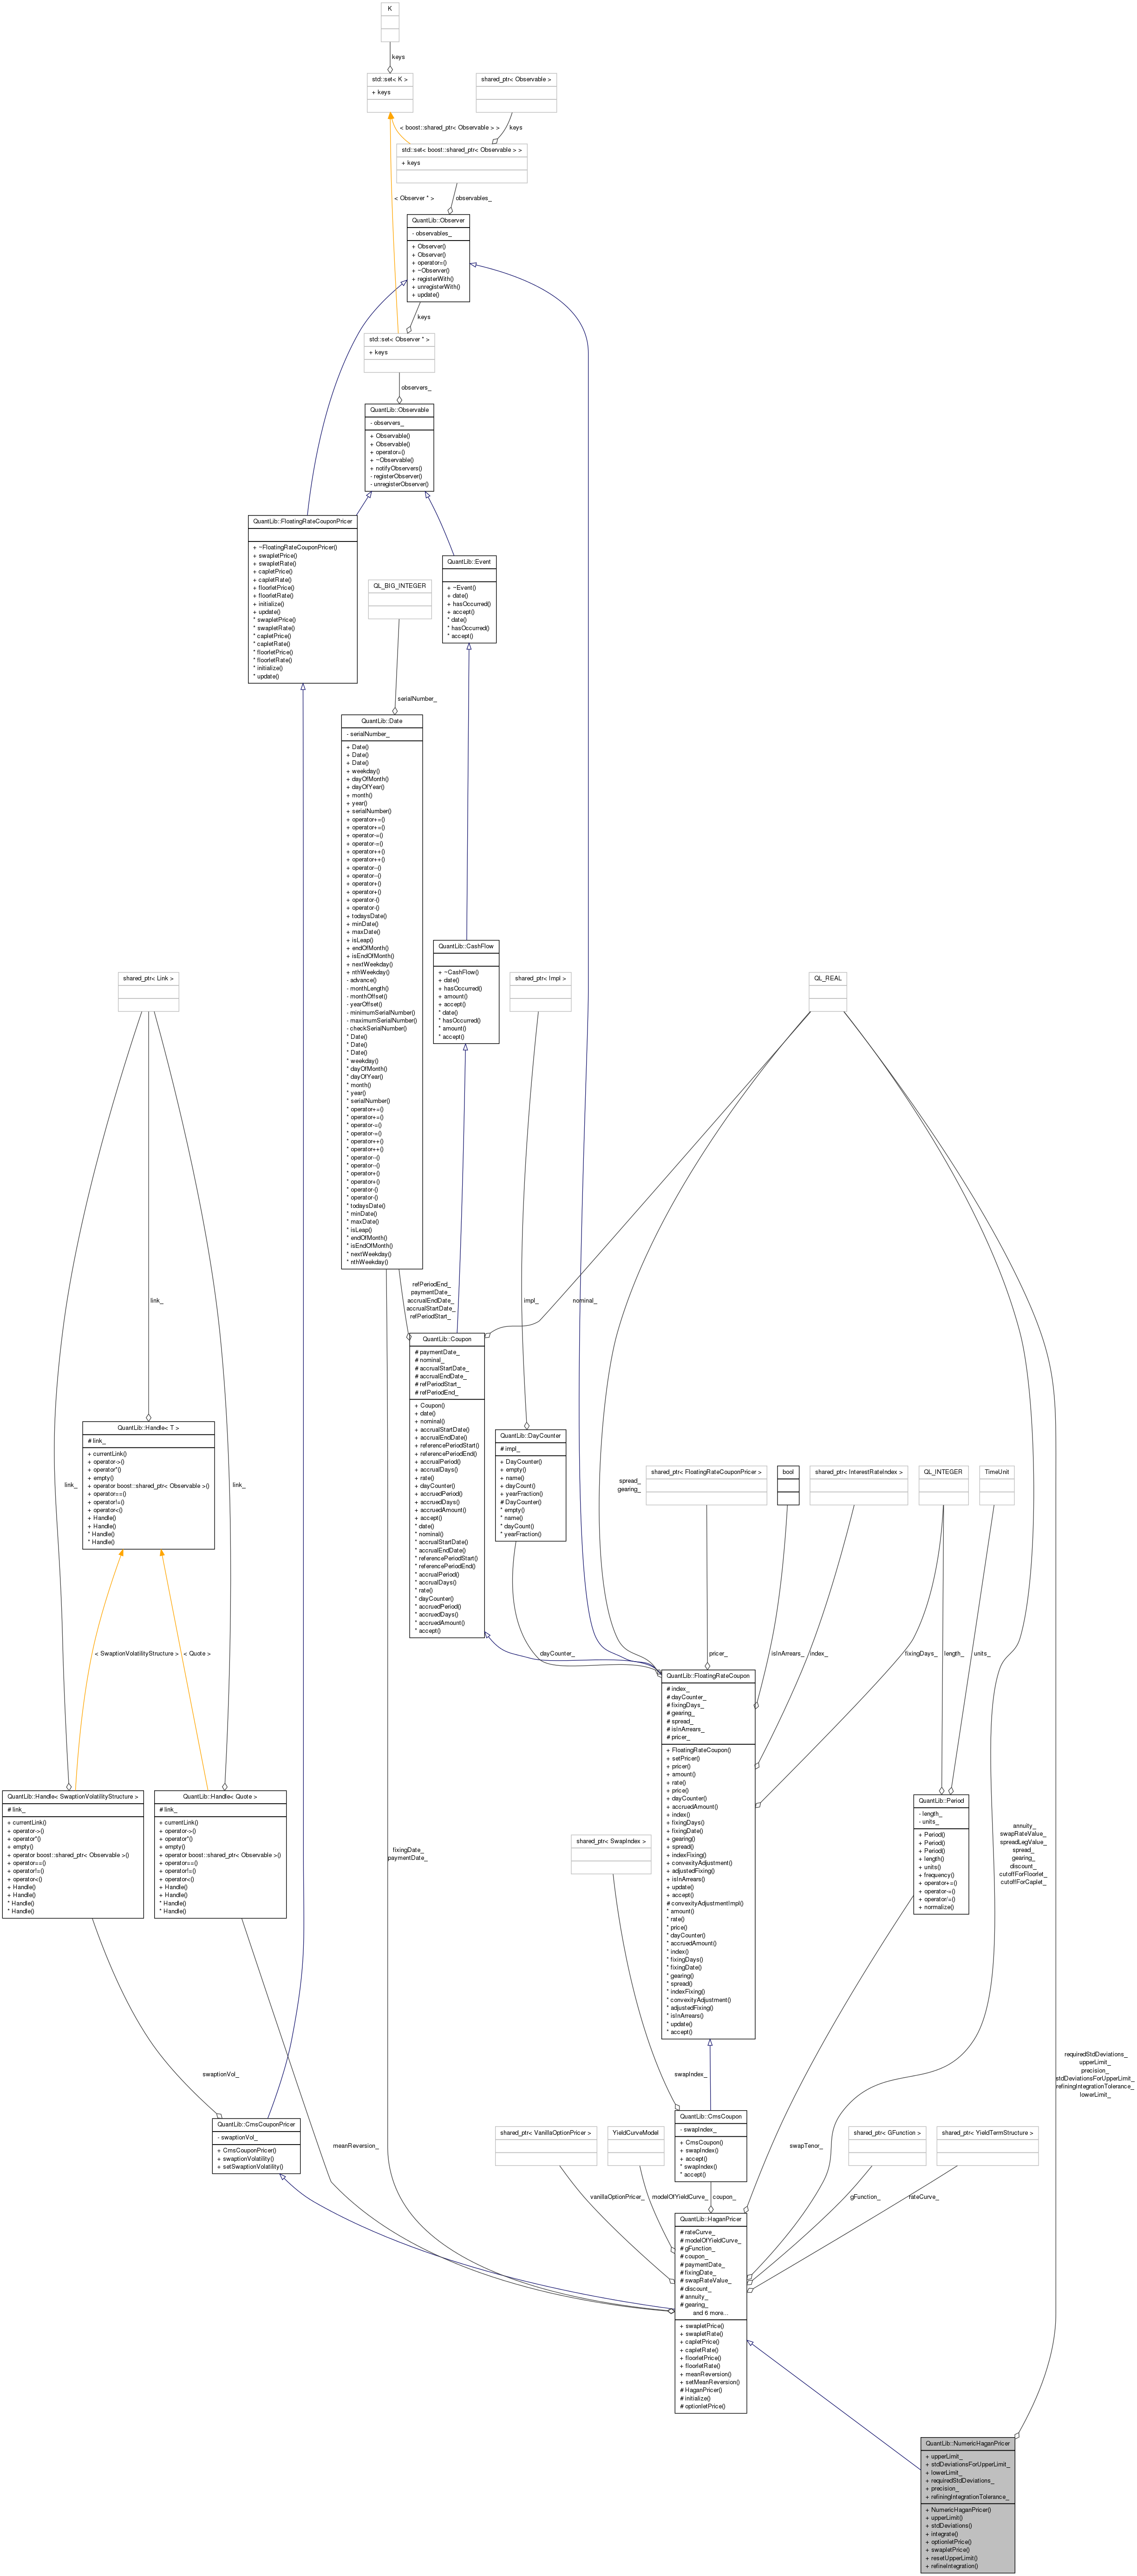 K
keys
std::set< K >
+ keys
shared_ptr< Observable >
< boost::shared_ptr< Observable > >
keys
std::set< boost::shared_ptr< Observable > >
+ keys
< Observer * >
observables_
QuantLib::Observer
- observables_
+ Observer()
+ Observer()
+ operator=()
+ ~Observer()
+ registerWith()
+ unregisterWith()
+ update()
keys
std::set< Observer * >
+ keys
observers_
QuantLib::Observable
- observers_
+ Observable()
+ Observable()
+ operator=()
+ ~Observable()
+ notifyObservers()
- registerObserver()
- unregisterObserver()
QuantLib::FloatingRateCouponPricer
+ ~FloatingRateCouponPricer()
+ swapletPrice()
+ swapletRate()
+ capletPrice()
+ capletRate()
+ floorletPrice()
+ floorletRate()
+ initialize()
+ update()
* swapletPrice()
* swapletRate()
* capletPrice()
* capletRate()
* floorletPrice()
* floorletRate()
* initialize()
* update()
QuantLib::Event
+ ~Event()
+ date()
+ hasOccurred()
+ accept()
* date()
* hasOccurred()
* accept()
QL_BIG_INTEGER
serialNumber_
QuantLib::Date
- serialNumber_
+ Date()
+ Date()
+ Date()
+ weekday()
+ dayOfMonth()
+ dayOfYear()
+ month()
+ year()
+ serialNumber()
+ operator+=()
+ operator+=()
+ operator-=()
+ operator-=()
+ operator++()
+ operator++()
+ operator--()
+ operator--()
+ operator+()
+ operator+()
+ operator-()
+ operator-()
+ todaysDate()
+ minDate()
+ maxDate()
+ isLeap()
+ endOfMonth()
+ isEndOfMonth()
+ nextWeekday()
+ nthWeekday()
- advance()
- monthLength()
- monthOffset()
- yearOffset()
- minimumSerialNumber()
- maximumSerialNumber()
- checkSerialNumber()
* Date()
* Date()
* Date()
* weekday()
* dayOfMonth()
* dayOfYear()
* month()
* year()
* serialNumber()
* operator+=()
* operator+=()
* operator-=()
* operator-=()
* operator++()
* operator++()
* operator--()
* operator--()
* operator+()
* operator+()
* operator-()
* operator-()
* todaysDate()
* minDate()
* maxDate()
* isLeap()
* endOfMonth()
* isEndOfMonth()
* nextWeekday()
* nthWeekday()
QuantLib::CashFlow
+ ~CashFlow()
+ date()
+ hasOccurred()
+ amount()
+ accept()
* date()
* hasOccurred()
* amount()
* accept()
shared_ptr< Link >
shared_ptr< Impl >
QL_REAL
link_
refPeriodEnd_
paymentDate_
accrualEndDate_
accrualStartDate_
refPeriodStart_
impl_
nominal_
QuantLib::Coupon
# paymentDate_
# nominal_
# accrualStartDate_
# accrualEndDate_
# refPeriodStart_
# refPeriodEnd_
+ Coupon()
+ date()
+ nominal()
+ accrualStartDate()
+ accrualEndDate()
+ referencePeriodStart()
+ referencePeriodEnd()
+ accrualPeriod()
+ accrualDays()
+ rate()
+ dayCounter()
+ accruedPeriod()
+ accruedDays()
+ accruedAmount()
+ accept()
* date()
* nominal()
* accrualStartDate()
* accrualEndDate()
* referencePeriodStart()
* referencePeriodEnd()
* accrualPeriod()
* accrualDays()
* rate()
* dayCounter()
* accruedPeriod()
* accruedDays()
* accruedAmount()
* accept()
QuantLib::Handle< T >
# link_
+ currentLink()
+ operator->()
+ operator*()
+ empty()
+ operator boost::shared_ptr< Observable >()
+ operator==()
+ operator!=()
+ operator<()
+ Handle()
+ Handle()
* Handle()
* Handle()
link_
link_
QuantLib::DayCounter
# impl_
+ DayCounter()
+ empty()
+ name()
+ dayCount()
+ yearFraction()
# DayCounter()
* empty()
* name()
* dayCount()
* yearFraction()
spread_
gearing_
shared_ptr< FloatingRateCouponPricer >
bool
shared_ptr< InterestRateIndex >
QL_INTEGER
TimeUnit
< SwaptionVolatilityStructure >
< Quote >
dayCounter_
pricer_
isInArrears_
index_
fixingDays_
length_
units_
QuantLib::FloatingRateCoupon
# index_
# dayCounter_
# fixingDays_
# gearing_
# spread_
# isInArrears_
# pricer_
+ FloatingRateCoupon()
+ setPricer()
+ pricer()
+ amount()
+ rate()
+ price()
+ dayCounter()
+ accruedAmount()
+ index()
+ fixingDays()
+ fixingDate()
+ gearing()
+ spread()
+ indexFixing()
+ convexityAdjustment()
+ adjustedFixing()
+ isInArrears()
+ update()
+ accept()
# convexityAdjustmentImpl()
* amount()
* rate()
* price()
* dayCounter()
* accruedAmount()
* index()
* fixingDays()
* fixingDate()
* gearing()
* spread()
* indexFixing()
* convexityAdjustment()
* adjustedFixing()
* isInArrears()
* update()
* accept()
QuantLib::Handle< SwaptionVolatilityStructure >
# link_
+ currentLink()
+ operator->()
+ operator*()
+ empty()
+ operator boost::shared_ptr< Observable >()
+ operator==()
+ operator!=()
+ operator<()
+ Handle()
+ Handle()
* Handle()
* Handle()
QuantLib::Handle< Quote >
# link_
+ currentLink()
+ operator->()
+ operator*()
+ empty()
+ operator boost::shared_ptr< Observable >()
+ operator==()
+ operator!=()
+ operator<()
+ Handle()
+ Handle()
* Handle()
* Handle()
QuantLib::Period
- length_
- units_
+ Period()
+ Period()
+ Period()
+ length()
+ units()
+ frequency()
+ operator+=()
+ operator-=()
+ operator/=()
+ normalize()
fixingDate_
paymentDate_
shared_ptr< SwapIndex >
annuity_
swapRateValue_
spreadLegValue_
spread_
gearing_
discount_
cutoffForFloorlet_
cutoffForCaplet_
swaptionVol_
swapIndex_
requiredStdDeviations_
upperLimit_
precision_
stdDeviationsForUpperLimit_
refiningIntegrationTolerance_
lowerLimit_
QuantLib::CmsCouponPricer
- swaptionVol_
+ CmsCouponPricer()
+ swaptionVolatility()
+ setSwaptionVolatility()
meanReversion_
QuantLib::CmsCoupon
- swapIndex_
+ CmsCoupon()
+ swapIndex()
+ accept()
* swapIndex()
* accept()
swapTenor_
shared_ptr< VanillaOptionPricer >
YieldCurveModel
shared_ptr< GFunction >
shared_ptr< YieldTermStructure >
vanillaOptionPricer_
modelOfYieldCurve_
coupon_
gFunction_
rateCurve_
QuantLib::HaganPricer
# rateCurve_
# modelOfYieldCurve_
# gFunction_
# coupon_
# paymentDate_
# fixingDate_
# swapRateValue_
# discount_
# annuity_
# gearing_
and 6 more...
+ swapletPrice()
+ swapletRate()
+ capletPrice()
+ capletRate()
+ floorletPrice()
+ floorletRate()
+ meanReversion()
+ setMeanReversion()
# HaganPricer()
# initialize()
# optionletPrice()
QuantLib::NumericHaganPricer
+ upperLimit_
+ stdDeviationsForUpperLimit_
+ lowerLimit_
+ requiredStdDeviations_
+ precision_
+ refiningIntegrationTolerance_
+ NumericHaganPricer()
+ upperLimit()
+ stdDeviations()
+ integrate()
+ optionletPrice()
+ swapletPrice()
+ resetUpperLimit()
+ refineIntegration()